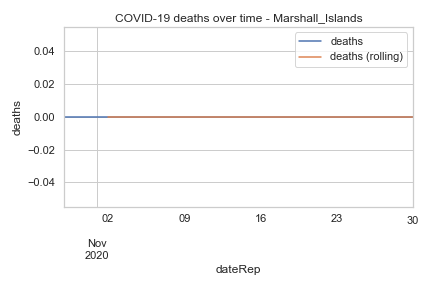 COVID-19 deaths over time - Marshall_Islands
deaths
deaths (rolling)
deaths
0.04
0.02
0.00
−0.02
−0.04
02
09
16
23
30
Nov
2020
dateRep